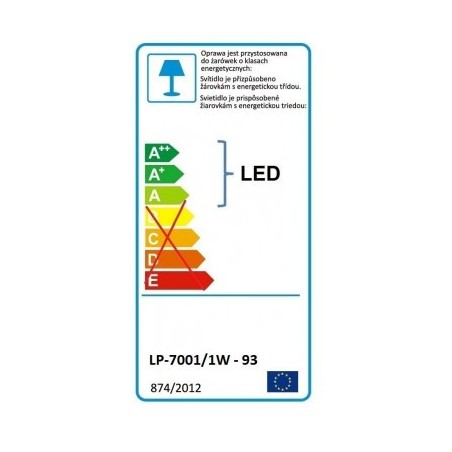 Oprawa jest przystosowana
do żarówek o klasach
energetycznych:
Svítidlo je přizpůsobeno
žárovkám s energetickou třídou.
Svietidlo je prispôsobené
žiarovkám s energetickou triedou:
A++
A+
A
LED
C
D
E
LP-7001/1W - 93
874/2012